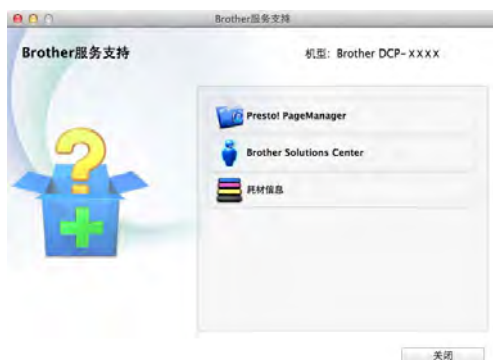 Brother服务支持
Brother服务支持
机型: Brother DCP-XXXX
Presto! PageManager
Brother Solutions Center
耗材信息
关闭